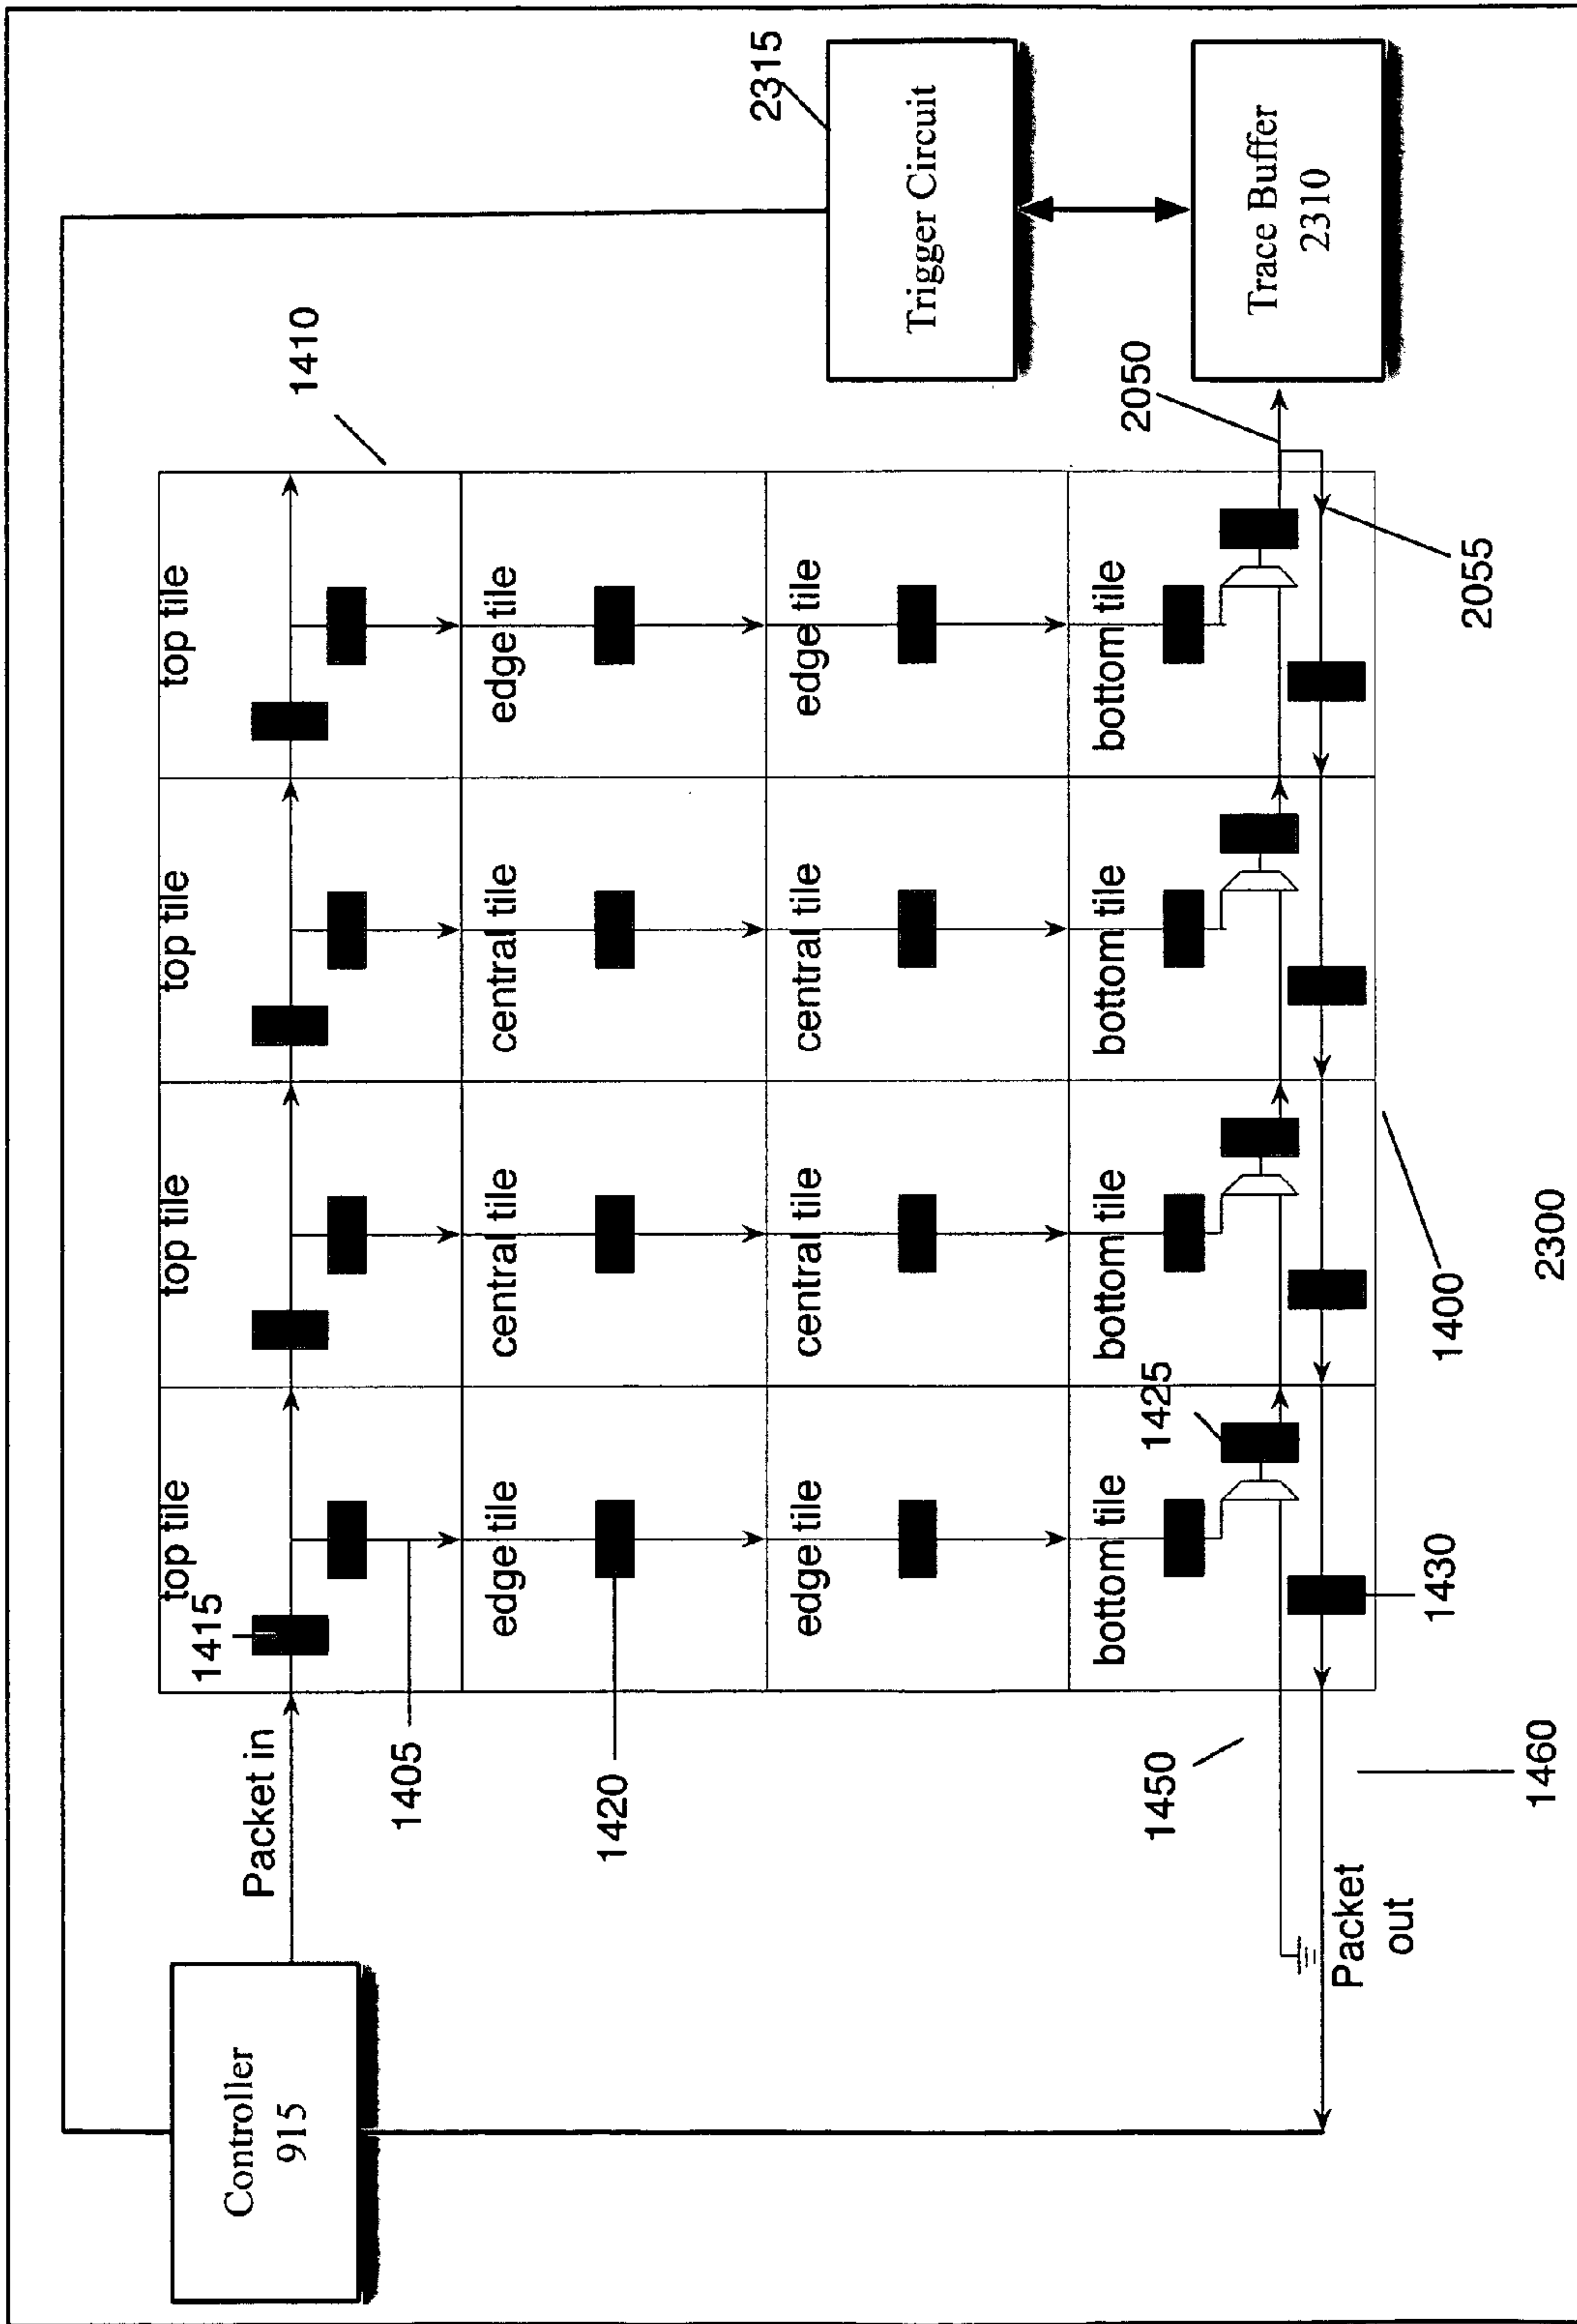 Controller
915
Packet in
1415
top tile
top tile
top tile
top tile
1410
1405
1420
edge tile
central tile
central tile
edge tile
edge tile
central tile
central tile
edge tile
bottom tile
bottom tile
bottom tile
bottom tile
1425
2315
Trigger Circuit
Trace Buffer
2310
2050
2055
1450
1460
Packet
out
1430
1400
2300